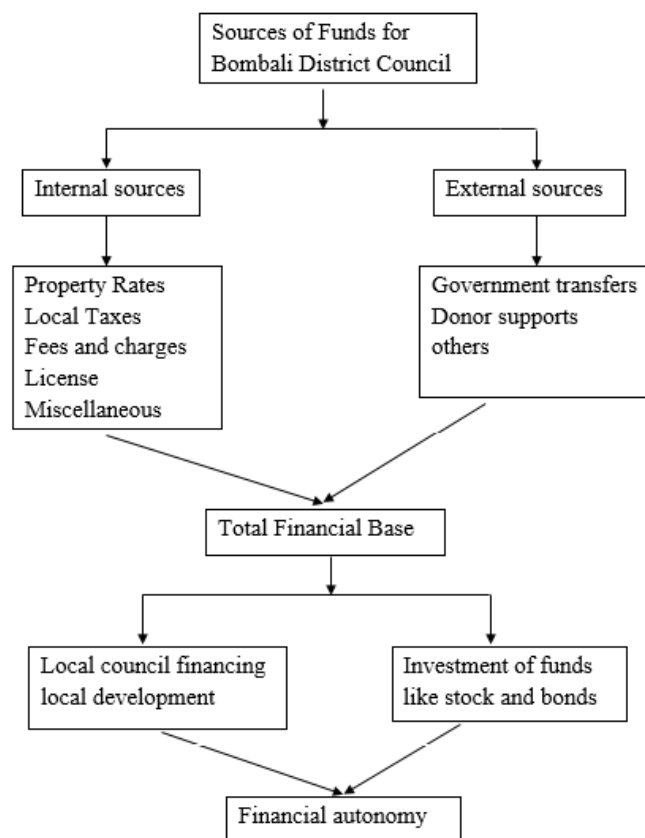 Sources of Funds for
Bombali District Council
Internal sources
External sources
Property Rates
Local Taxes
Fees and charges
License
Miscellaneous
Government transfers
Donor supports
others
Total Financial Base
Local council financing
local development
Investment of funds
like stock and bonds
Financial autonomy